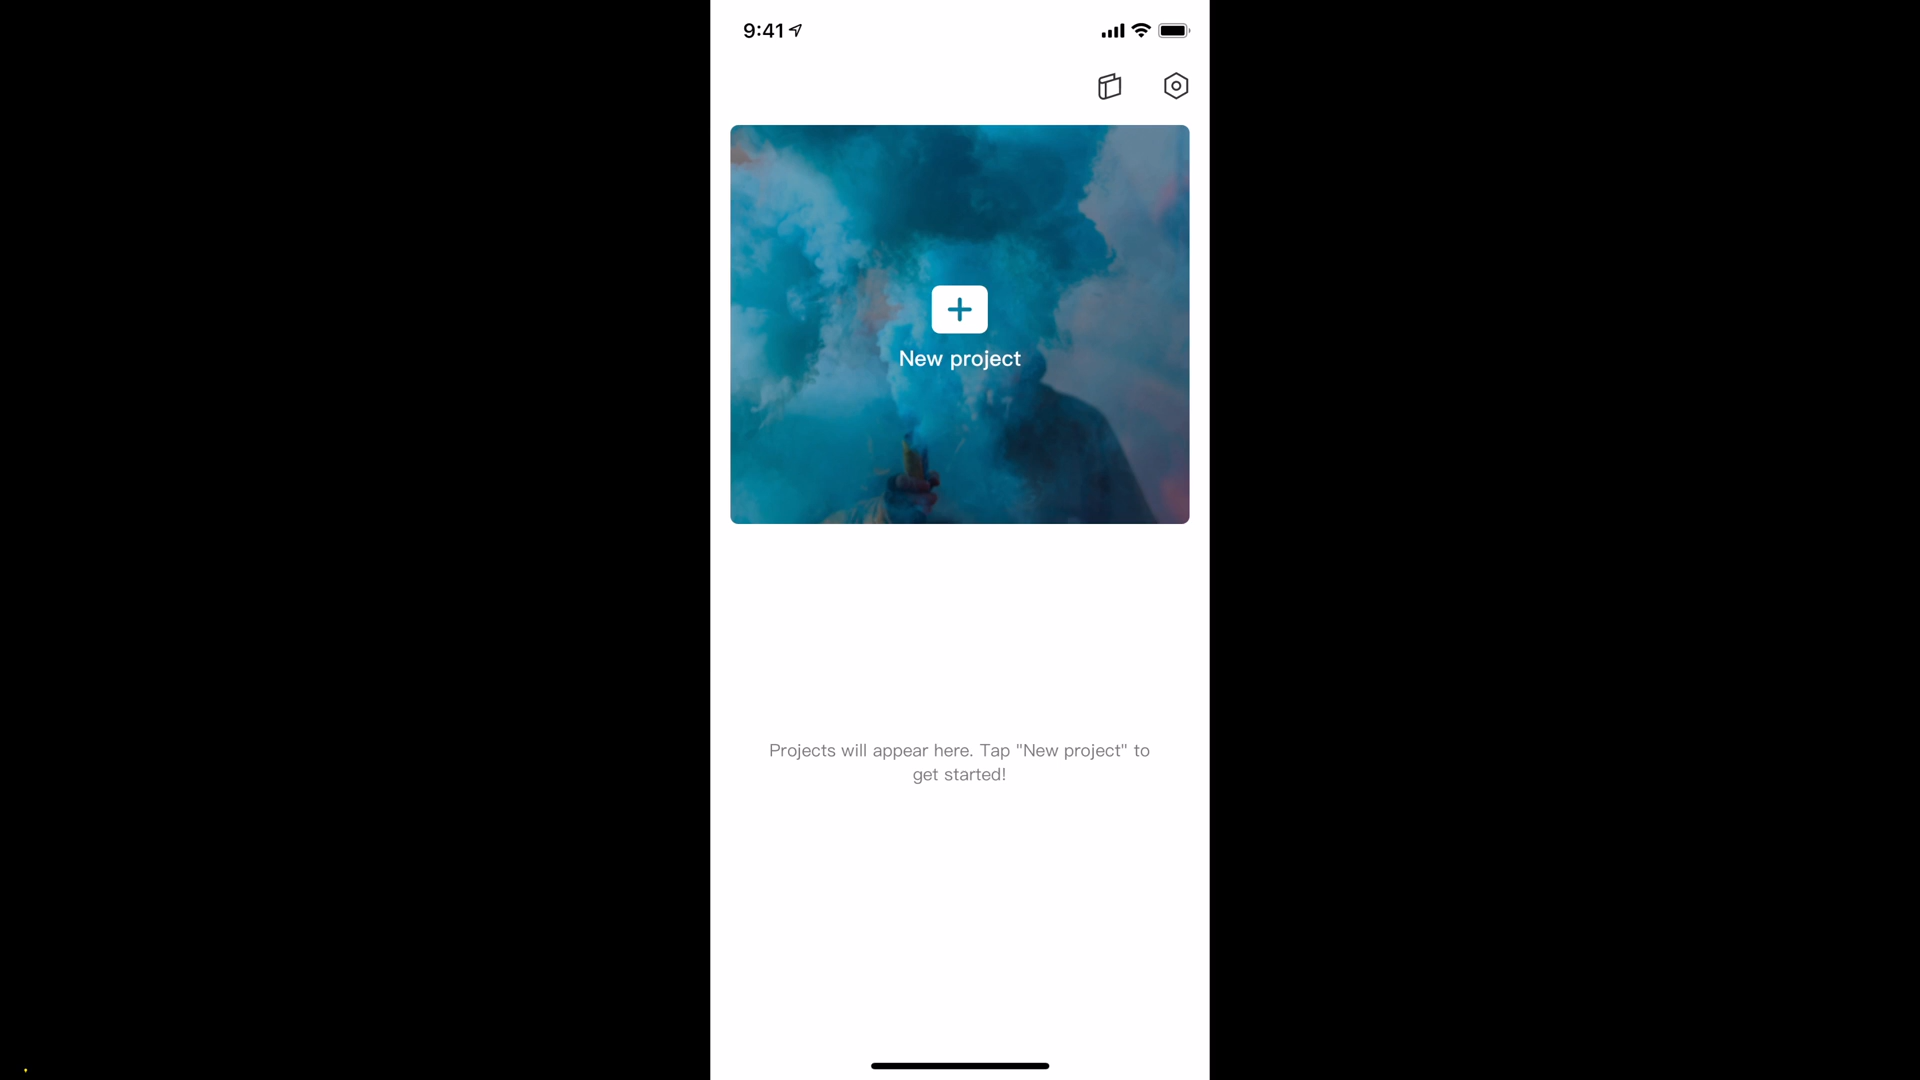 9:41
New project
Projects will appear here. Tap "New project" to
get started!